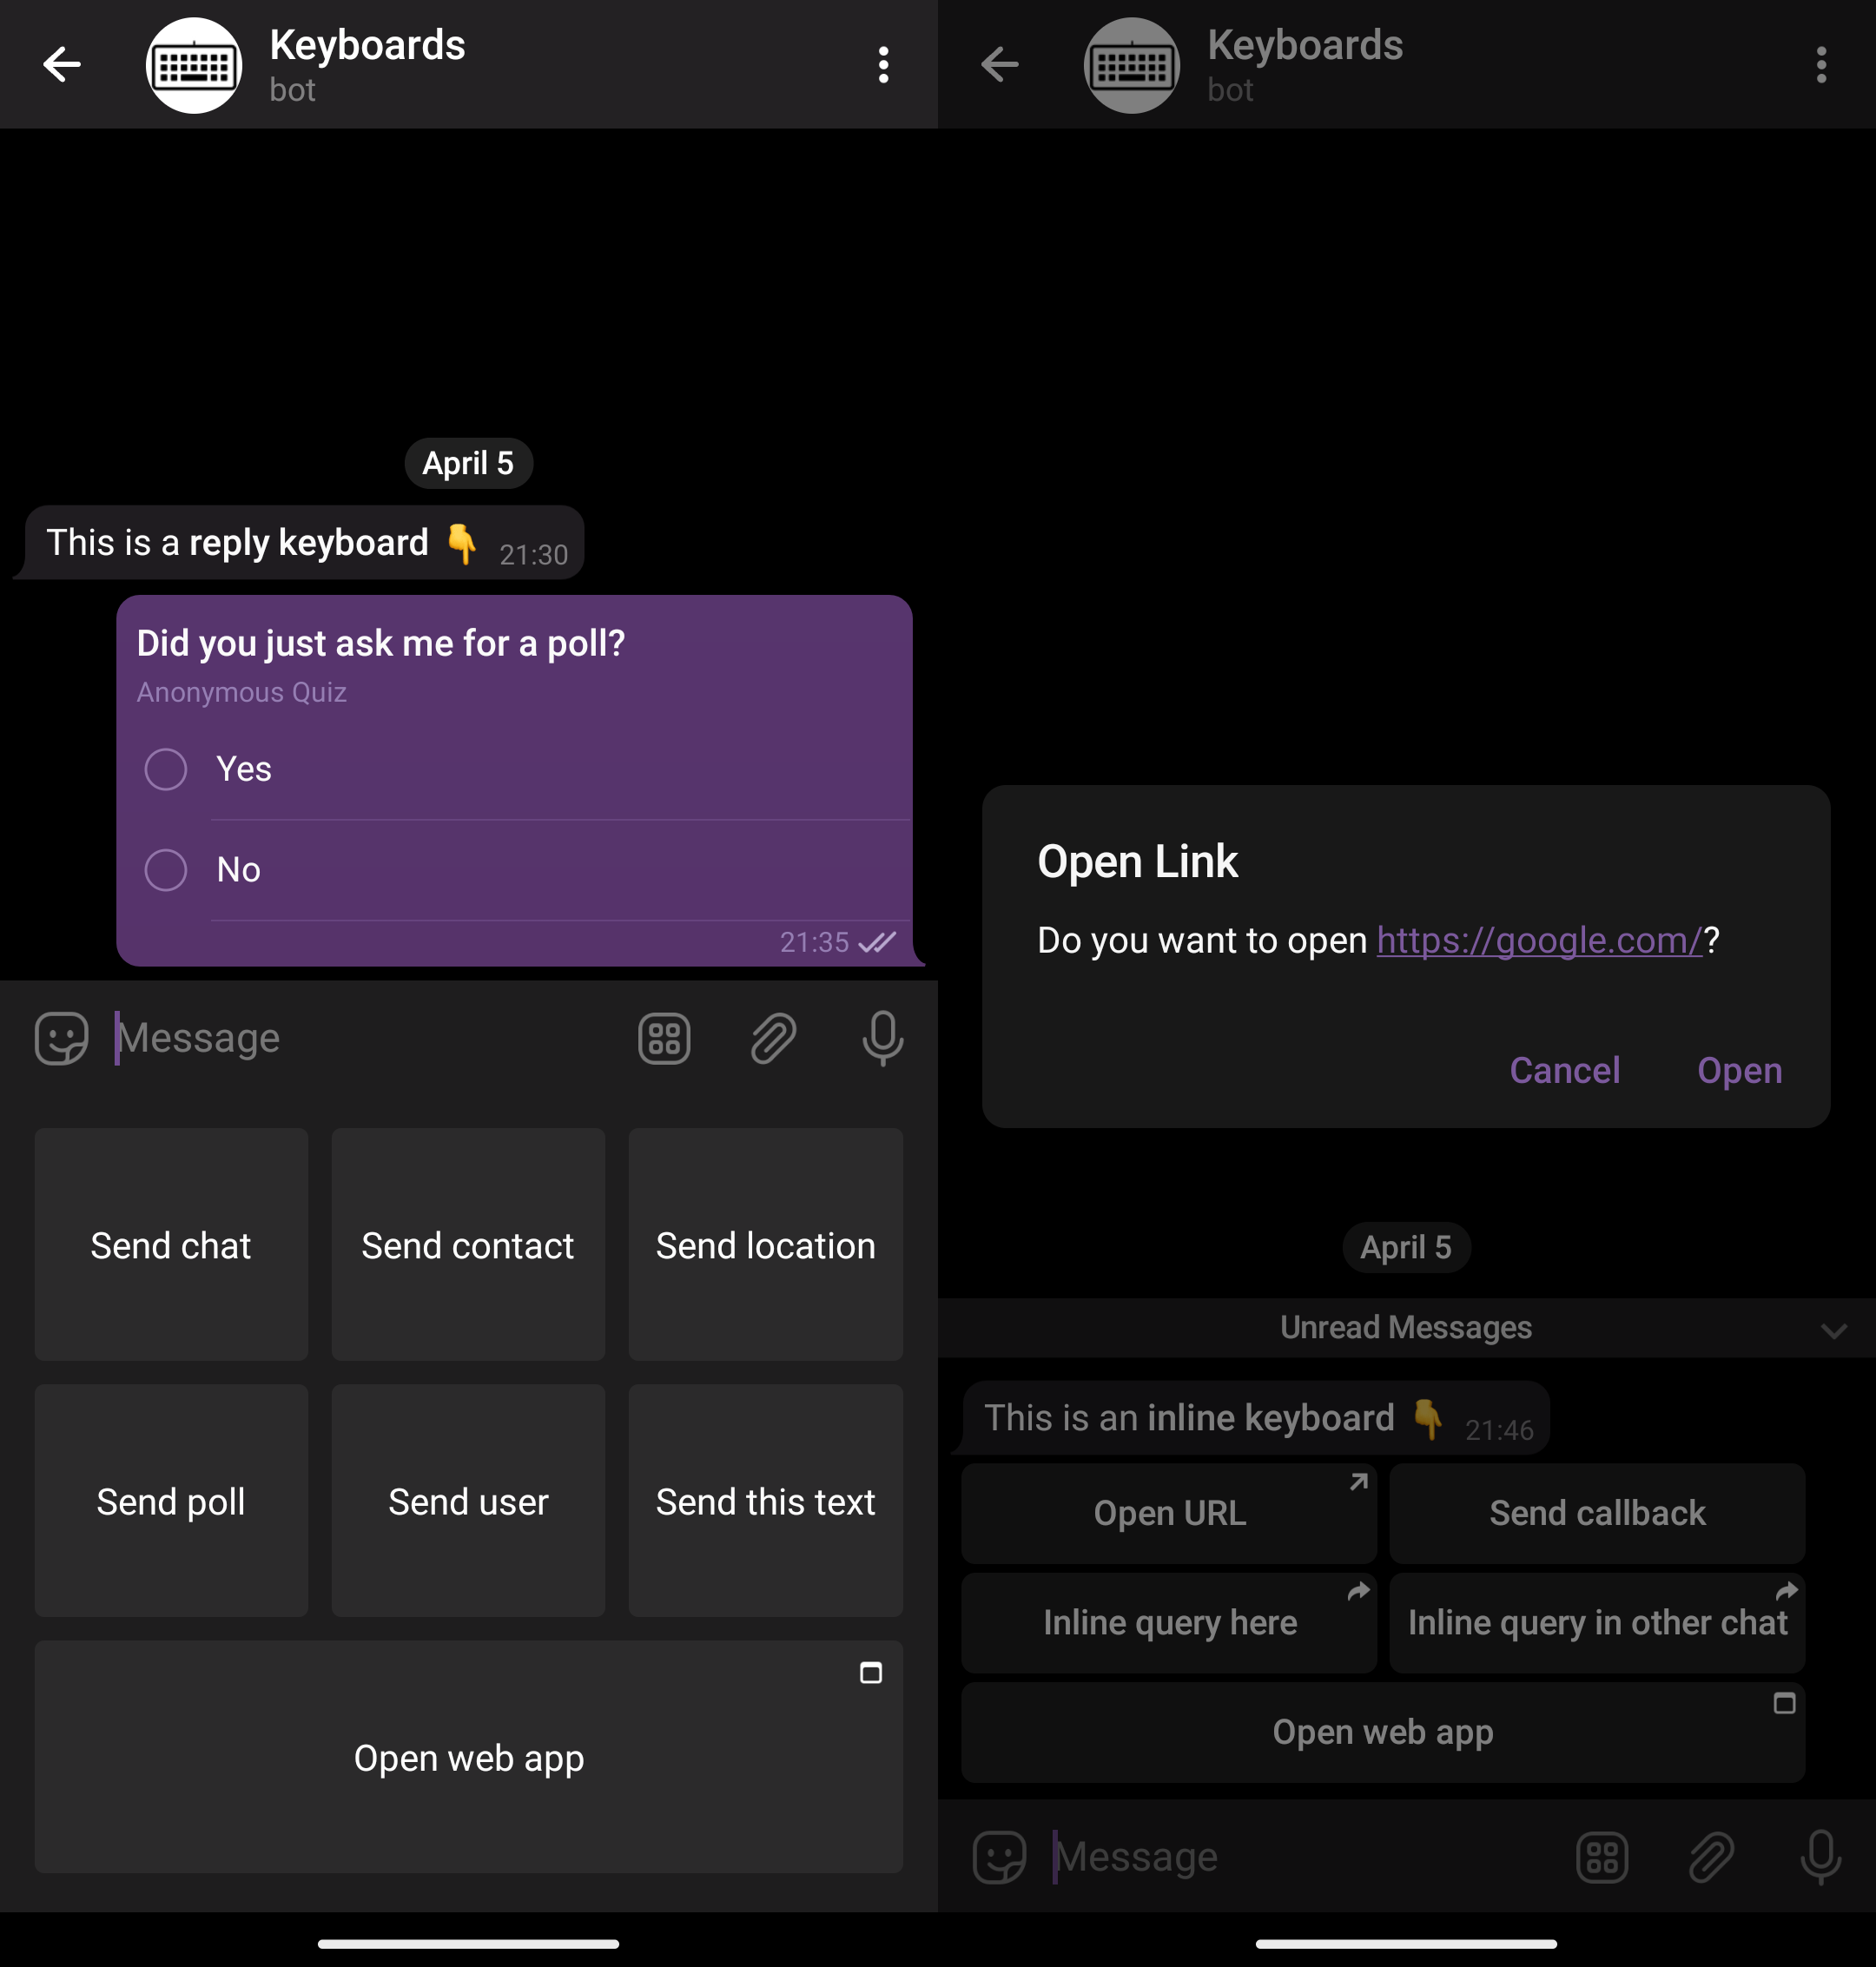 Keyboards
bot
April 5
This is a reply keyboard 👇 21:30
Did you just ask me for a poll?
Anonymous Quiz
Yes
No
21:35
Message
Send chat
Send contact
Send location
Send poll
Send user
Send this text
Open web app
Keyboards
bot
Open Link
Do you want to open https://google.com/?
Cancel
Open
April 5
Unread Messages
This is an inline keyboard 👇 21:46
Open URL
Send callback
Inline query here
Inline query in other chat
Open web app
Message